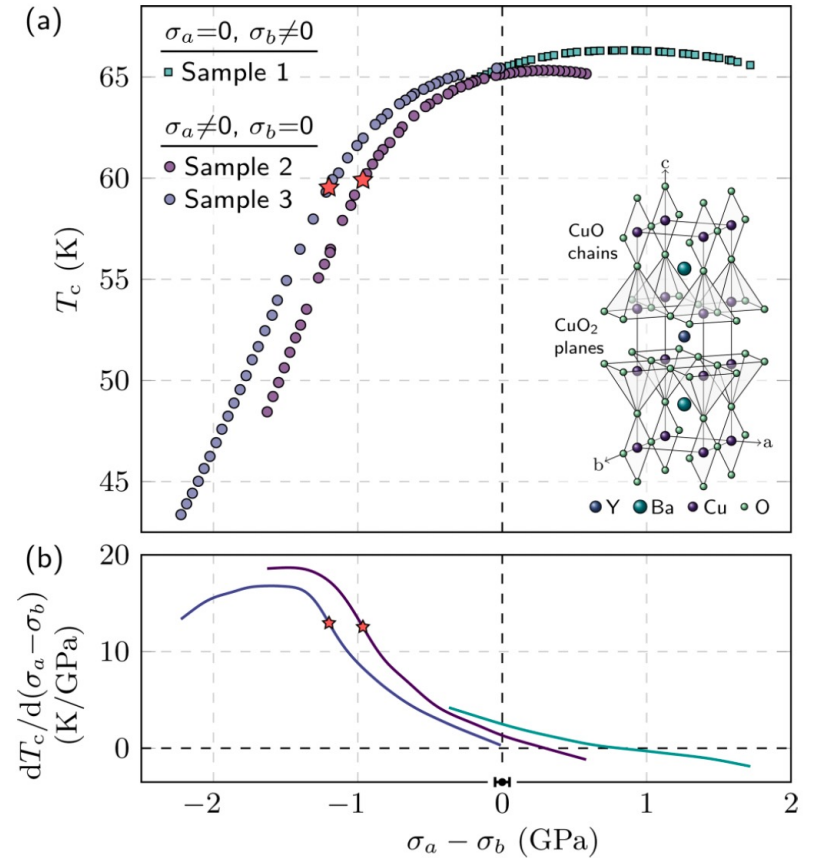 (a)
σa=0, σb≠0
Sample 1
σa≠0, σb=0
Sample 2
Sample 3
65
60
55
50
45
Tc (K)
c
CuO
chains
CuO2
planes
a
b
Y Ba Cu O
(b)
20
10
0
dTc/d(σa−σb)
(K/GPa)
−2 −1 0 1 2
σa − σb (GPa)